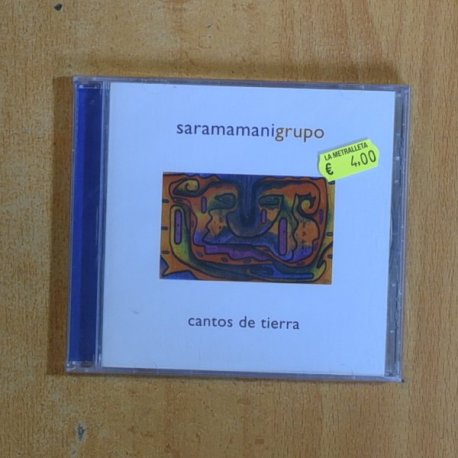 saramamanigrupo
LA METRALLETA
€ 4,00
cantos de tierra